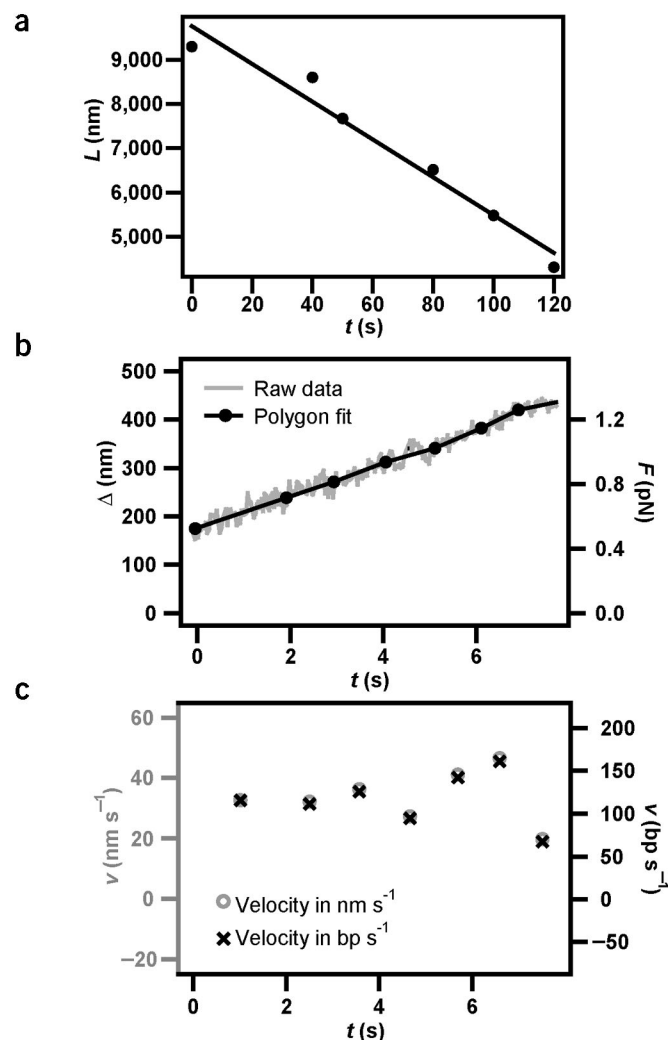 a
9,000
8,000
7,000
6,000
5,000
L (nm)
0 20 40 60 80 100 120
t (s)
b
500
400
300
200
100
0
Δ (nm)
Raw data
Polygon fit
1.2
0.8
0.4
0.0
F (pN)
0 2 4 6
t (s)
c
60
40
20
0
−20
v (nm s⁻¹)
Velocity in nm s⁻¹
Velocity in bp s⁻¹
200
150
100
50
0
−50
v (bp s⁻¹)
0 2 4 6
t (s)